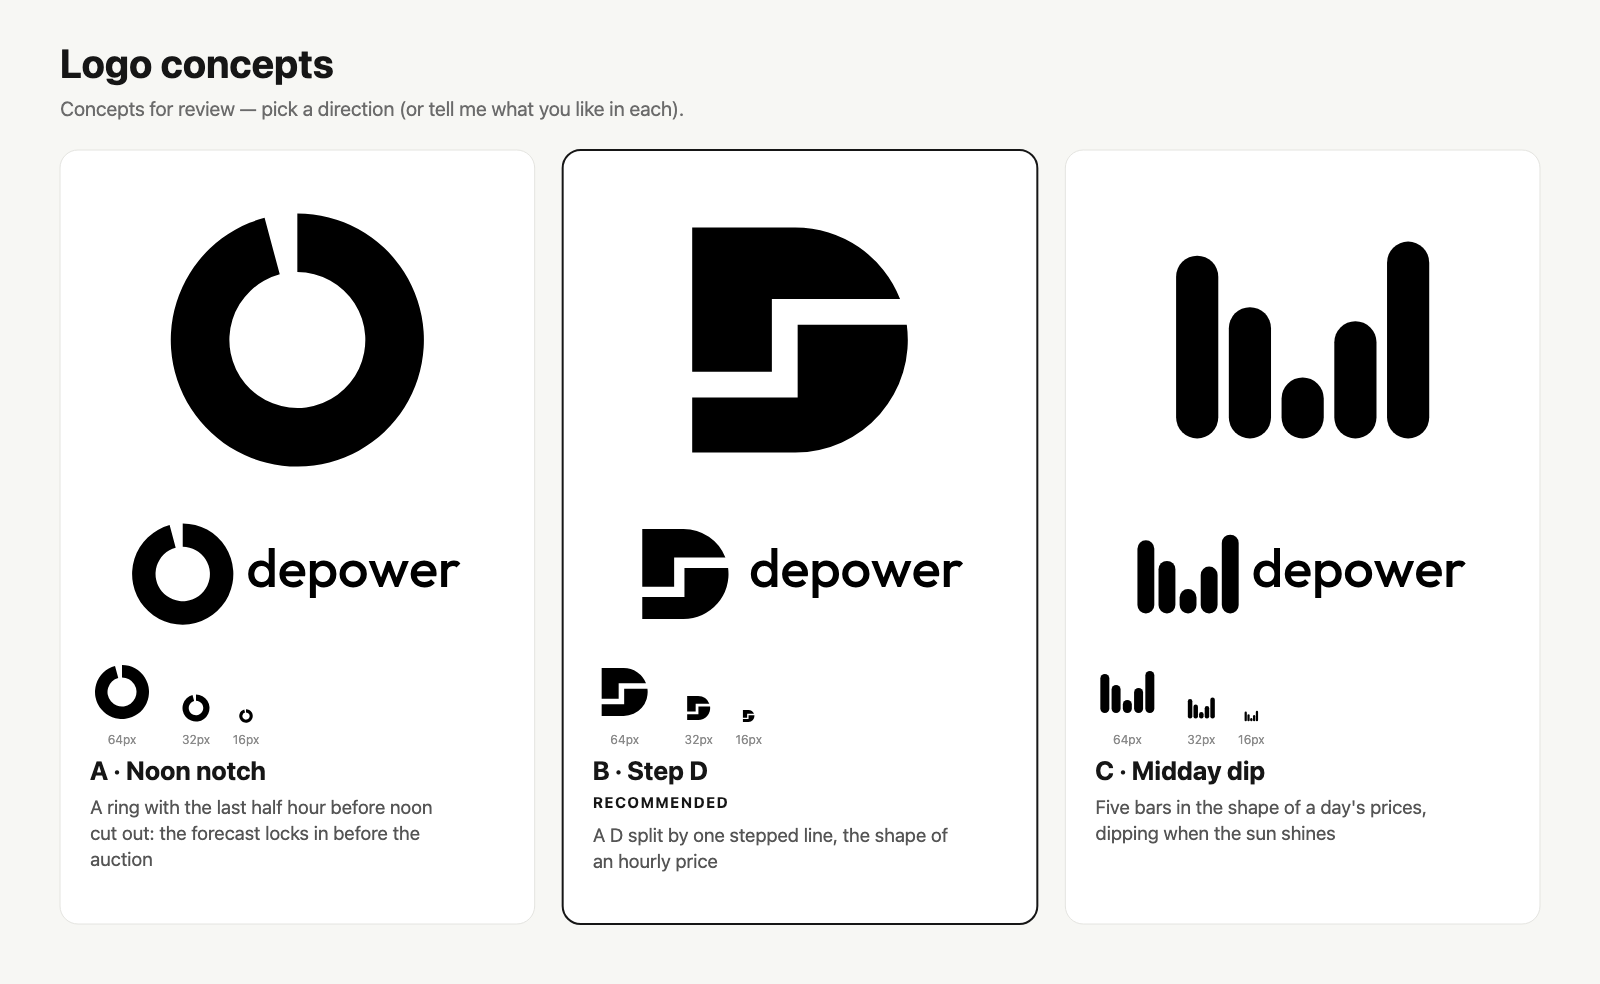 Logo concepts
Concepts for review — pick a direction (or tell me what you like in each).
depower
64px 32px 16px
A · Noon notch
A ring with the last half hour before noon
cut out: the forecast locks in before the
auction
depower
64px 32px 16px
B · Step D
RECOMMENDED
A D split by one stepped line, the shape of
an hourly price
depower
64px 32px 16px
C · Midday dip
Five bars in the shape of a day's prices,
dipping when the sun shines